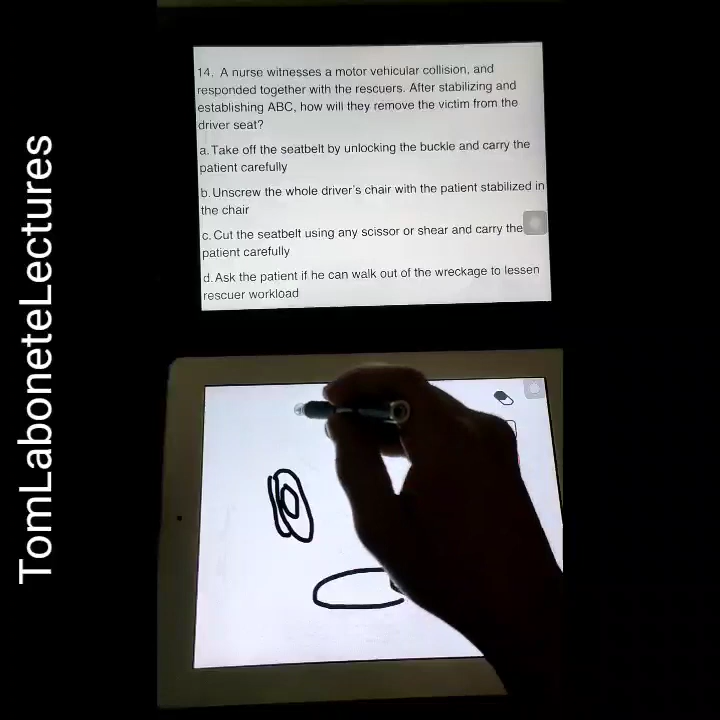 TomLaboneteLectures
14. A nurse witnesses a motor vehicular collision, and
responded together with the rescuers. After stabilizing and
establishing ABC, how will they remove the victim from the
driver seat?
a. Take off the seatbelt by unlocking the buckle and carry the
patient carefully
b. Unscrew the whole driver's chair with the patient stabilized in
the chair
c. Cut the seatbelt using any scissor or shear and carry the
patient carefully
d. Ask the patient if he can walk out of the wreckage to lessen
rescuer workload